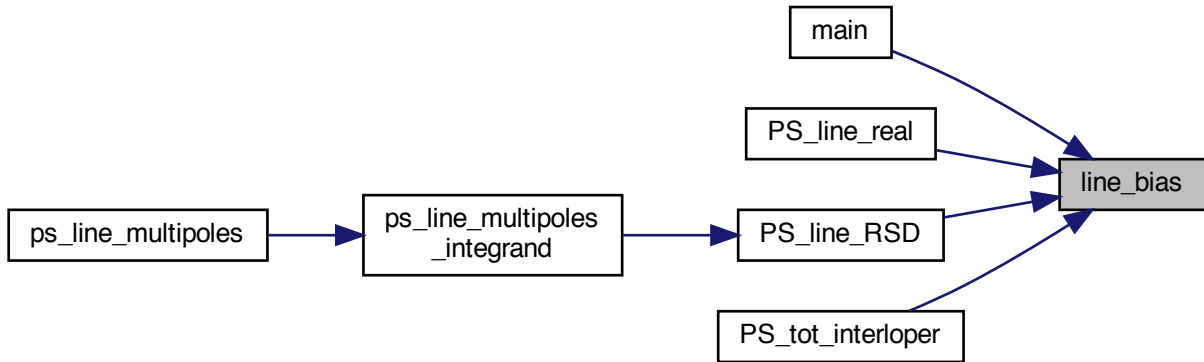 main
PS_line_real
line_bias
ps_line_multipoles
ps_line_multipoles
_integrand
PS_line_RSD
PS_tot_interloper